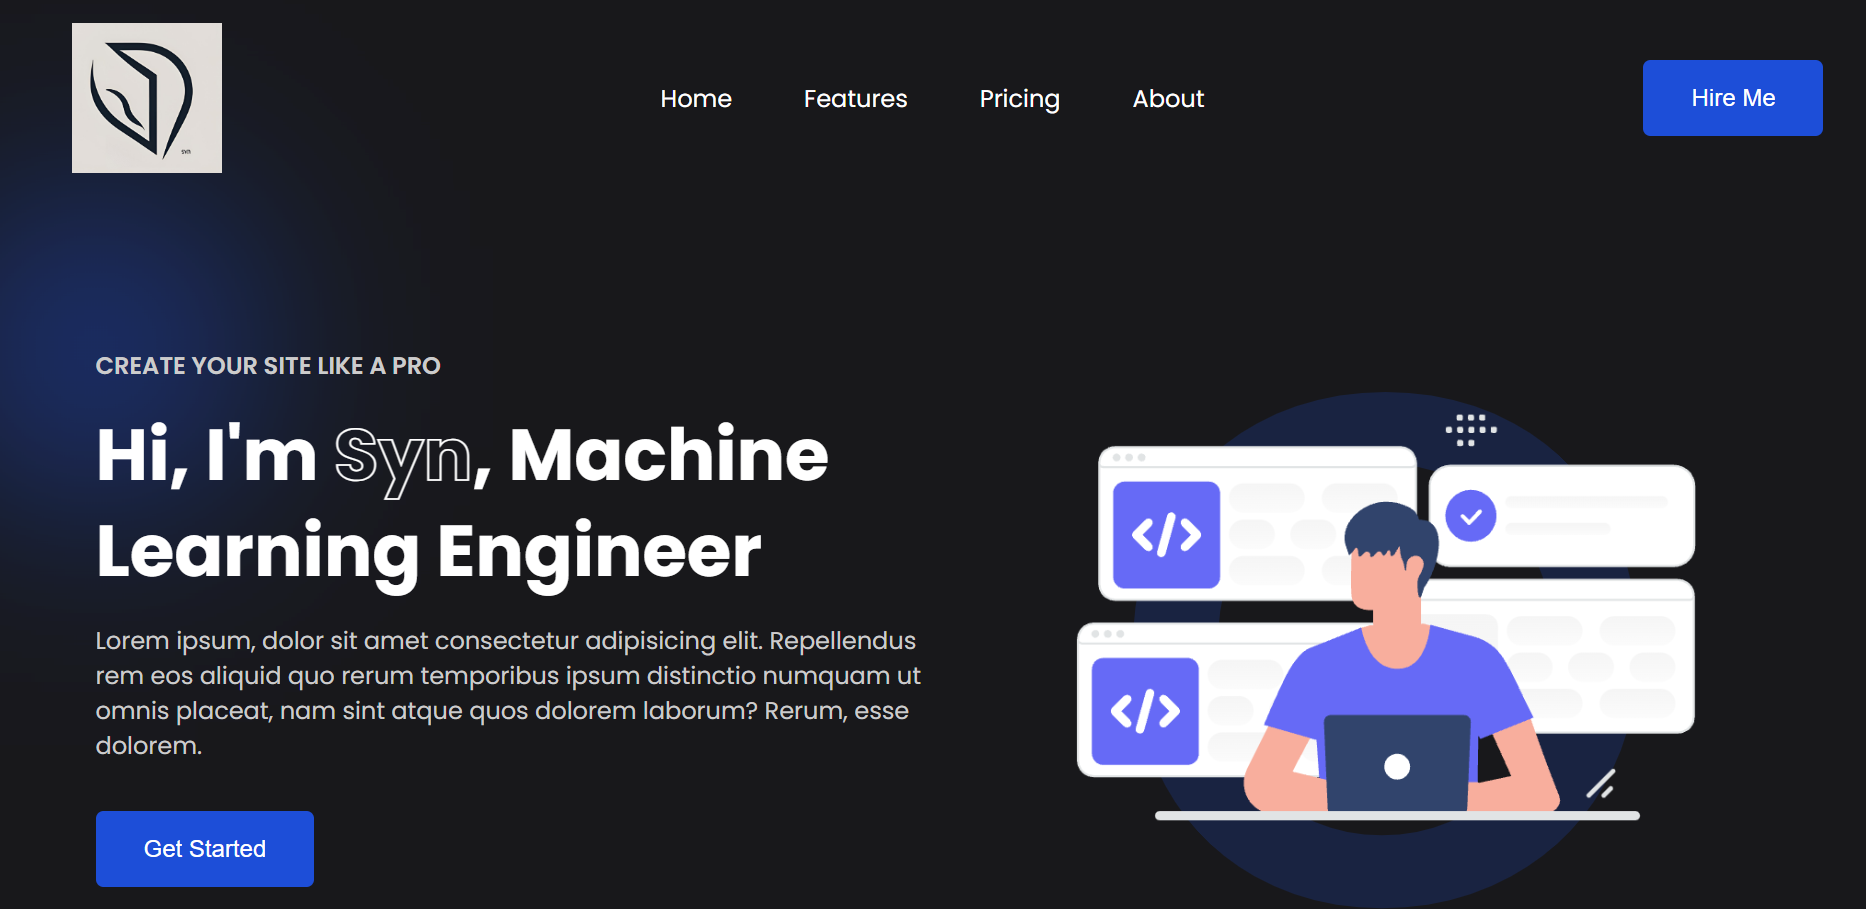 syn
Home
Features
Pricing
About
Hire Me
CREATE YOUR SITE LIKE A PRO
Hi, I'm Syn, Machine
Learning Engineer
Lorem ipsum, dolor sit amet consectetur adipisicing elit. Repellendus
rem eos aliquid quo rerum temporibus ipsum distinctio numquam ut
omnis placeat, nam sint atque quos dolorem laborum? Rerum, esse
dolorem.
Get Started